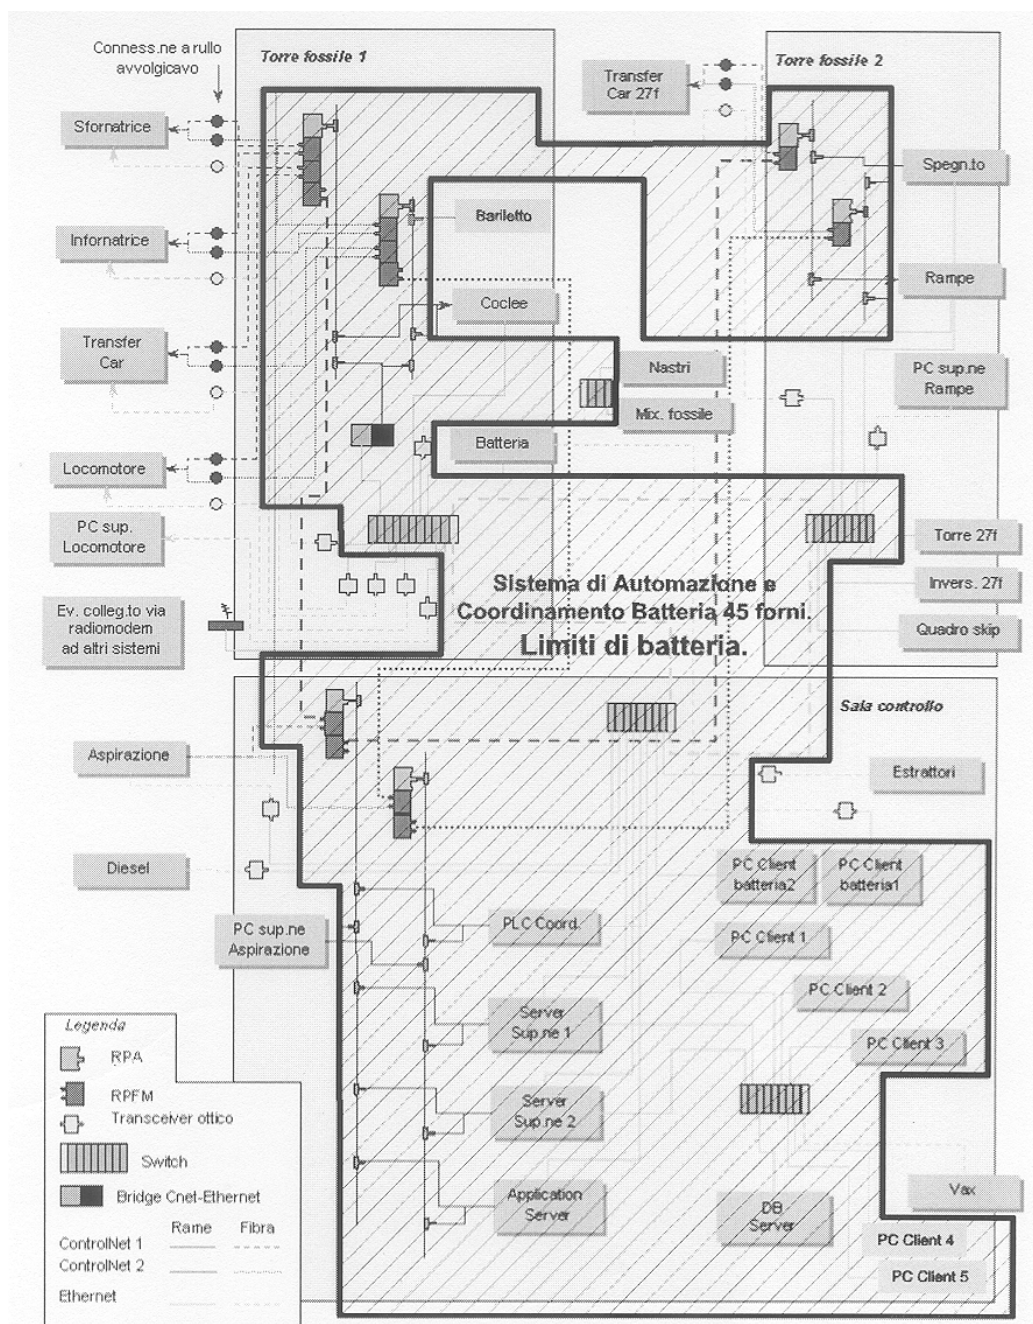 Conness.ne a rullo
avvolgicavo
Torre fossile 1
Transfer
Car 27f
Torre fossile 2
Sfornatrice
Spegn.to
Bariletto
Infornatrice
Rampe
Coclee
Transfer
Car
Nastri
PC sup.ne
Rampe
Mix. fossile
Batteria
Locomotore
PC sup.
Locomotore
Torre 27f
Sistema di Automazione e
Coordinamento Batteria 45 forni.
Limiti di batteria.
Invers. 27f
Ev. colleg.to via
radiomodem
ad altri sistemi
Quadro skip
Sala controllo
Aspirazione
Estrattori
Diesel
PC Client
batteria2
PC Client
batteria1
PC sup.ne
Aspirazione
PLC Coord.
PC Client 1
PC Client 2
Server
Sup.ne 1
PC Client 3
Server
Sup.ne 2
Application
Server
DB
Server
Vax
PC Client 4
PC Client 5
Legenda
RPA
RPFM
Transceiver ottico
Switch
Bridge Cnet-Ethernet
Rame Fibra
ControlNet 1
ControlNet 2
Ethernet